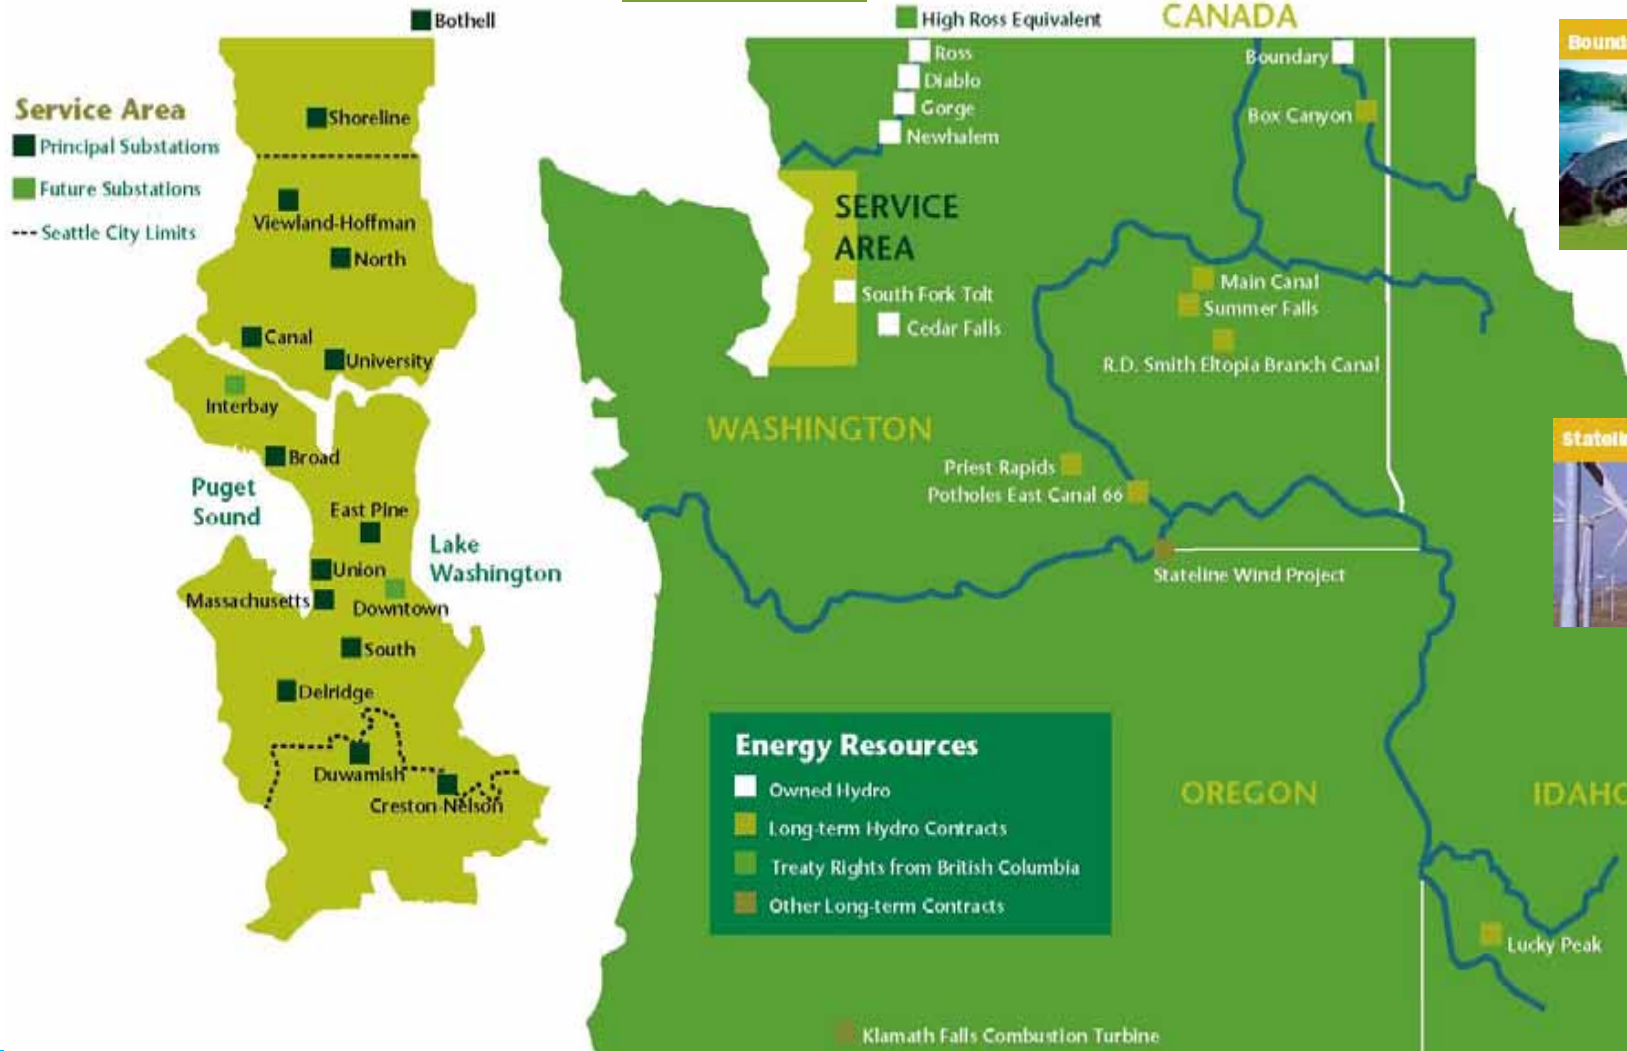 Bothell
Service Area
Principal Substations
Future Substations
Seattle City Limits
Shoreline
Viewland-Hoffman
North
Canal
University
Interbay
Broad
Puget
Sound
East Pine
Lake
Washington
Union
Massachusetts
Downtown
South
Delridge
Duwamish
Creston-Nelson
High Ross Equivalent
CANADA
Ross
Diablo
Gorge
Newhalem
Boundary
Box Canyon
SERVICE
AREA
South Fork Tolt
Cedar Falls
Main Canal
Summer Falls
R.D. Smith Eltopia Branch Canal
WASHINGTON
Priest Rapids
Potholes East Canal 66
Stateline Wind Project
Energy Resources
Owned Hydro
Long-term Hydro Contracts
Treaty Rights from British Columbia
Other Long-term Contracts
OREGON
IDAHO
Lucky Peak
Klamath Falls Combustion Turbine
Bound
Stateli